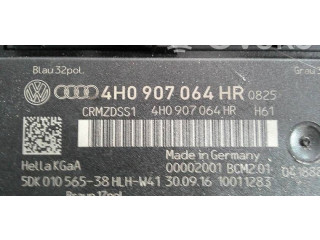 Blau 32pol.
4H0 907 064 HR 0825
CRMZDSS1 4H0 907 064 HR H61
Made in Germany
Hella KGaA 00002001 BCM2.01
5DK 010 565-38 HLH-W41 30.09.16 10011283